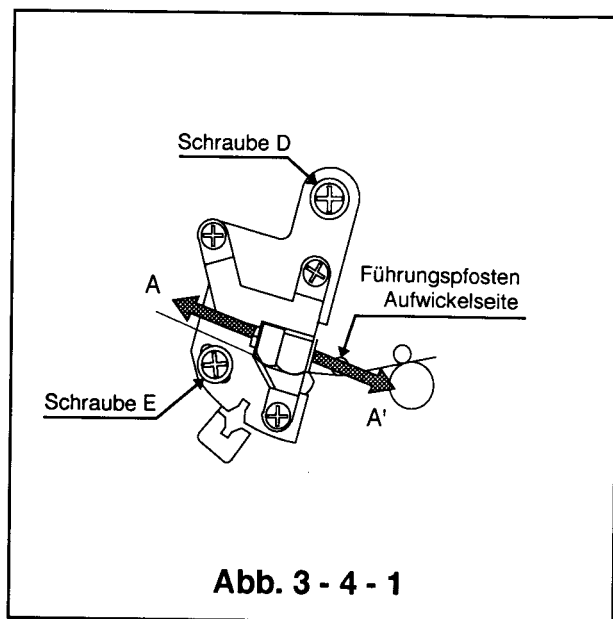 Schraube D
Führungspfosten
Aufwickelseite
A
Schraube E
A'
Abb. 3 - 4 - 1